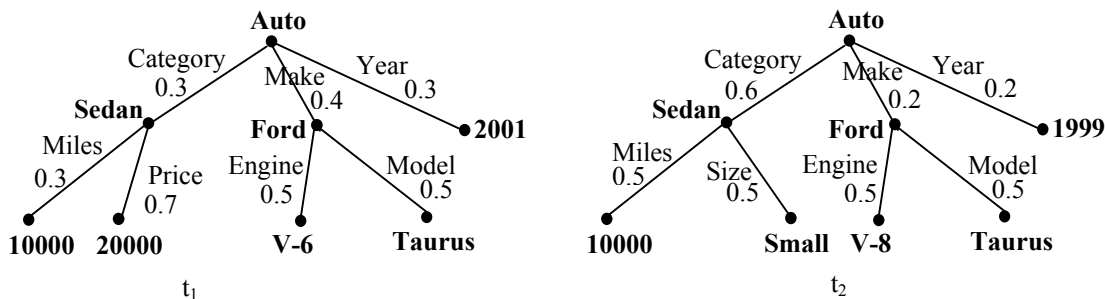 Auto
Category
0.3
Make
0.4
Year
0.3
Sedan
Ford
2001
Miles
0.3
Price
0.7
Engine
0.5
Model
0.5
10000
20000
V-6
Taurus
t1
Auto
Category
0.6
Make
0.2
Year
0.2
Sedan
Ford
1999
Miles
0.5
Size
0.5
Engine
0.5
Model
0.5
10000
Small
V-8
Taurus
t2